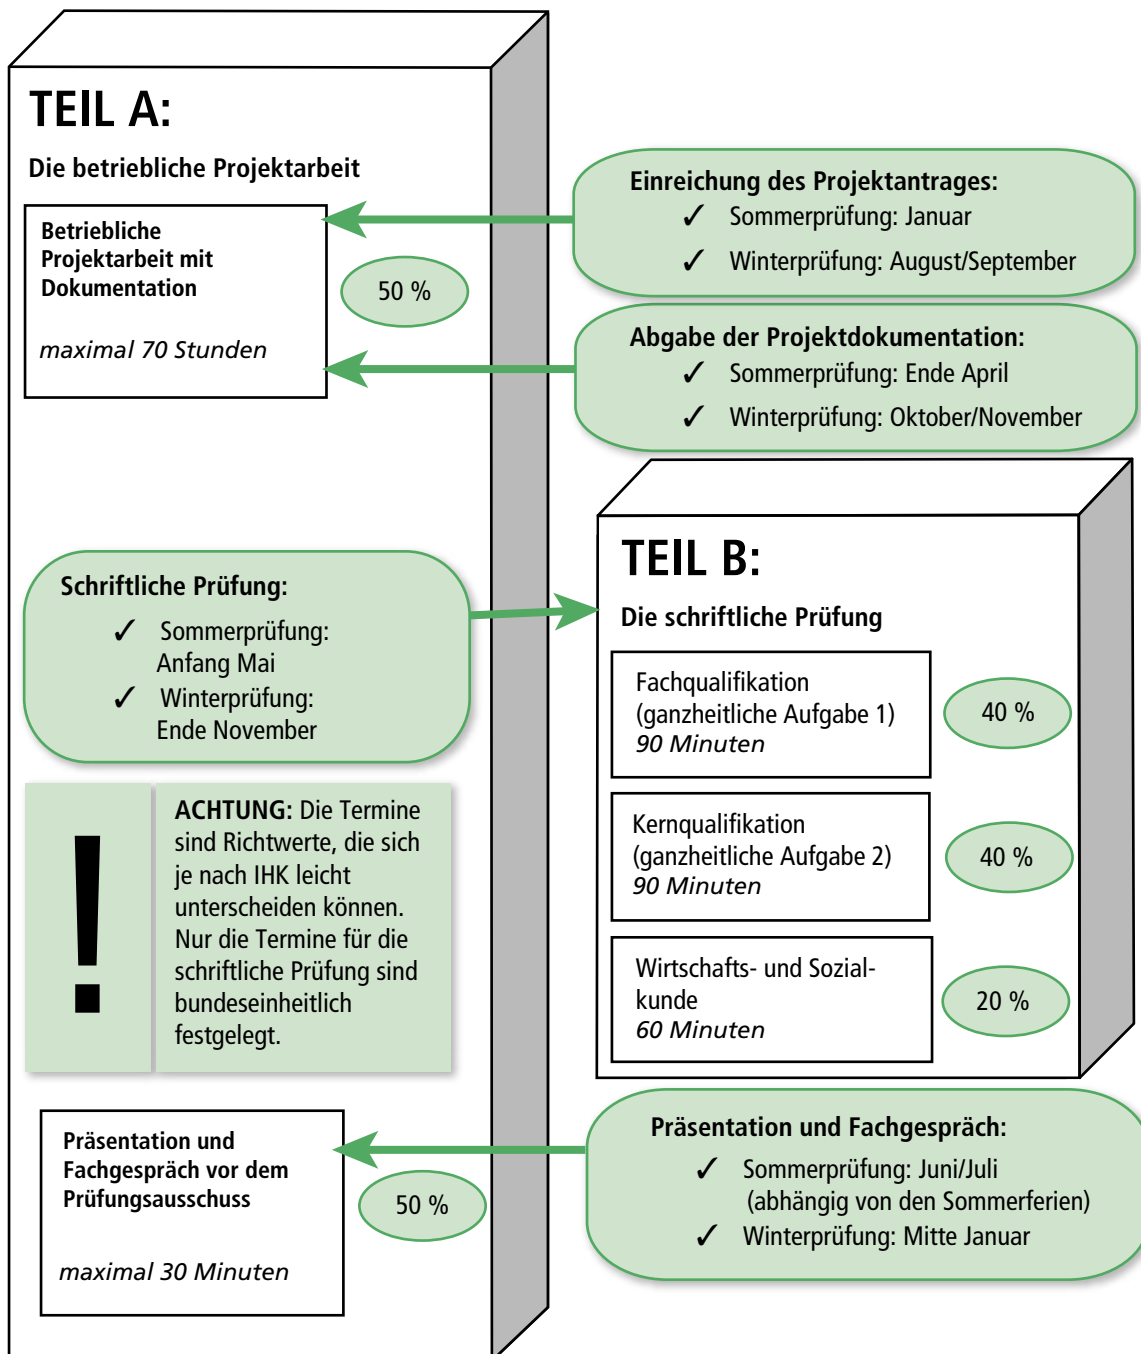 TEIL A:
Die betriebliche Projektarbeit
Betriebliche
Projektarbeit mit
Dokumentation
maximal 70 Stunden
50 %
Einreichung des Projektantrages:
✓ Sommerprüfung: Januar
✓ Winterprüfung: August/September
Abgabe der Projektdokumentation:
✓ Sommerprüfung: Ende April
✓ Winterprüfung: Oktober/November
Schriftliche Prüfung:
✓ Sommerprüfung:
Anfang Mai
✓ Winterprüfung:
Ende November
TEIL B:
Die schriftliche Prüfung
Fachqualifikation
(ganzheitliche Aufgabe 1)
90 Minuten
40 %
Kernqualifikation
(ganzheitliche Aufgabe 2)
90 Minuten
40 %
Wirtschafts- und Sozial-
kunde
60 Minuten
20 %
!
ACHTUNG: Die Termine
sind Richtwerte, die sich
je nach IHK leicht
unterscheiden können.
Nur die Termine für die
schriftliche Prüfung sind
bundeseinheitlich
festgelegt.
Präsentation und
Fachgespräch vor dem
Prüfungsausschuss
maximal 30 Minuten
50 %
Präsentation und Fachgespräch:
✓ Sommerprüfung: Juni/Juli
(abhängig von den Sommerferien)
✓ Winterprüfung: Mitte Januar